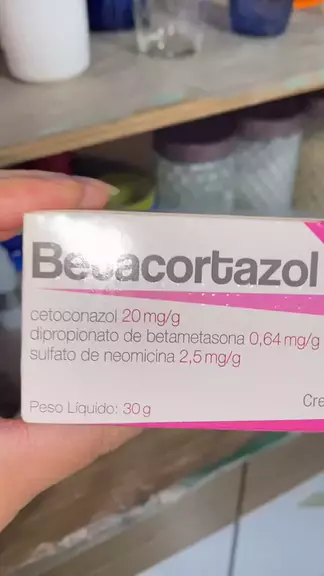 Betacortazol
cetoconazol 20 mg/g
dipropionato de betametasona 0,64 mg/g
sulfato de neomicina 2,5 mg/g
Peso Líquido: 30 g
Cre